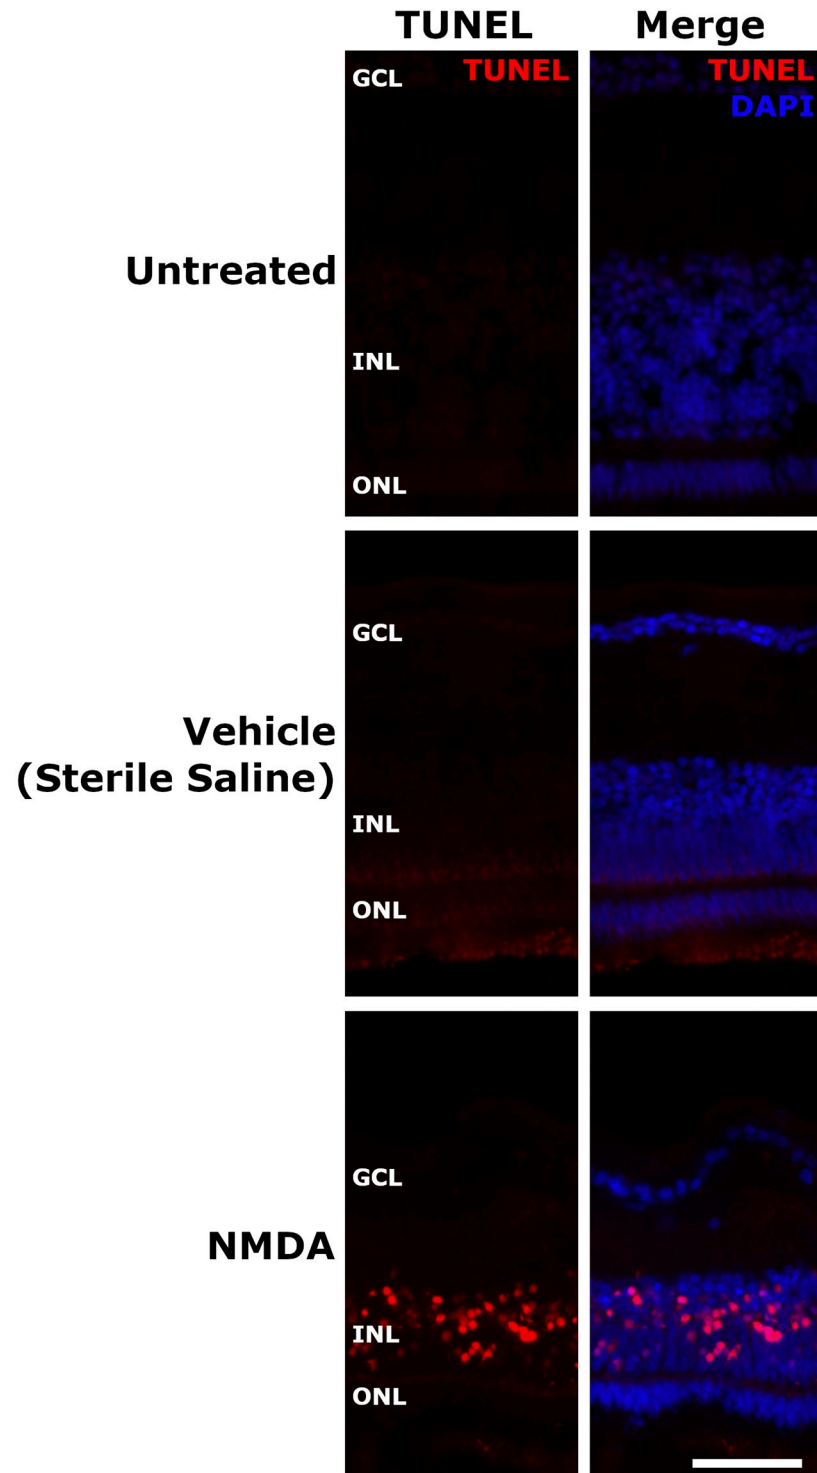 TUNEL Merge
GCL TUNEL TUNEL
DAPI
Untreated
INL
ONL
GCL
Vehicle
(Sterile Saline)
INL
ONL
GCL
NMDA
INL
ONL